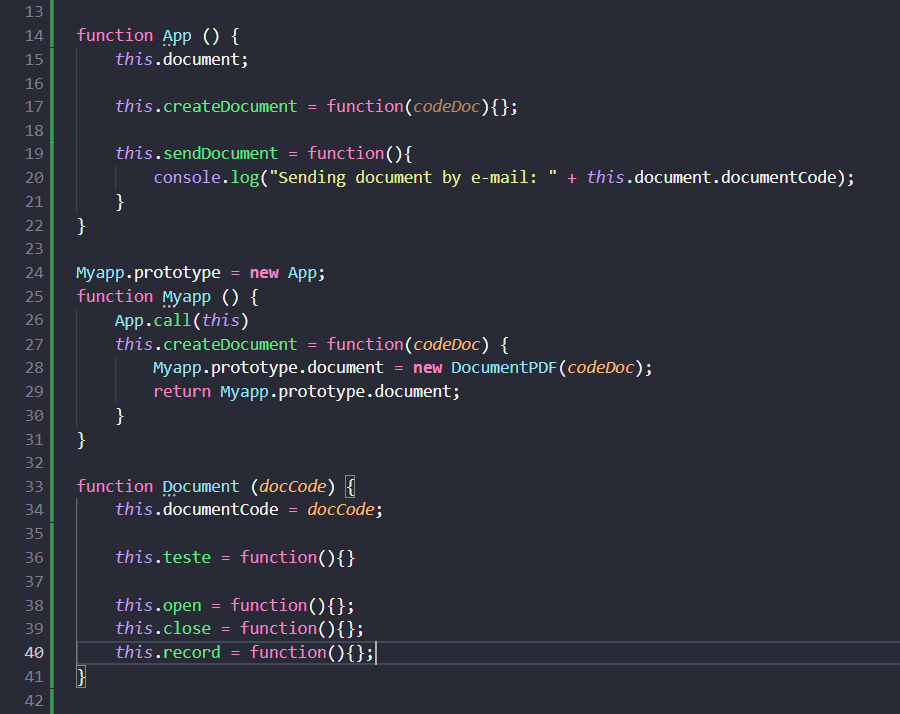 13
14 function App () {
15     this.document;
16
17     this.createDocument = function(codeDoc){};
18
19     this.sendDocument = function(){
20         console.log("Sending document by e-mail: " + this.document.documentCode);
21     }
22 }
23
24 Myapp.prototype = new App;
25 function Myapp () {
26     App.call(this)
27     this.createDocument = function(codeDoc) {
28         Myapp.prototype.document = new DocumentPDF(codeDoc);
29         return Myapp.prototype.document;
30     }
31 }
32
33 function Document (docCode) {
34     this.documentCode = docCode;
35
36     this.teste = function(){}
37
38     this.open = function(){};
39     this.close = function(){};
40     this.record = function(){};
41 }
42